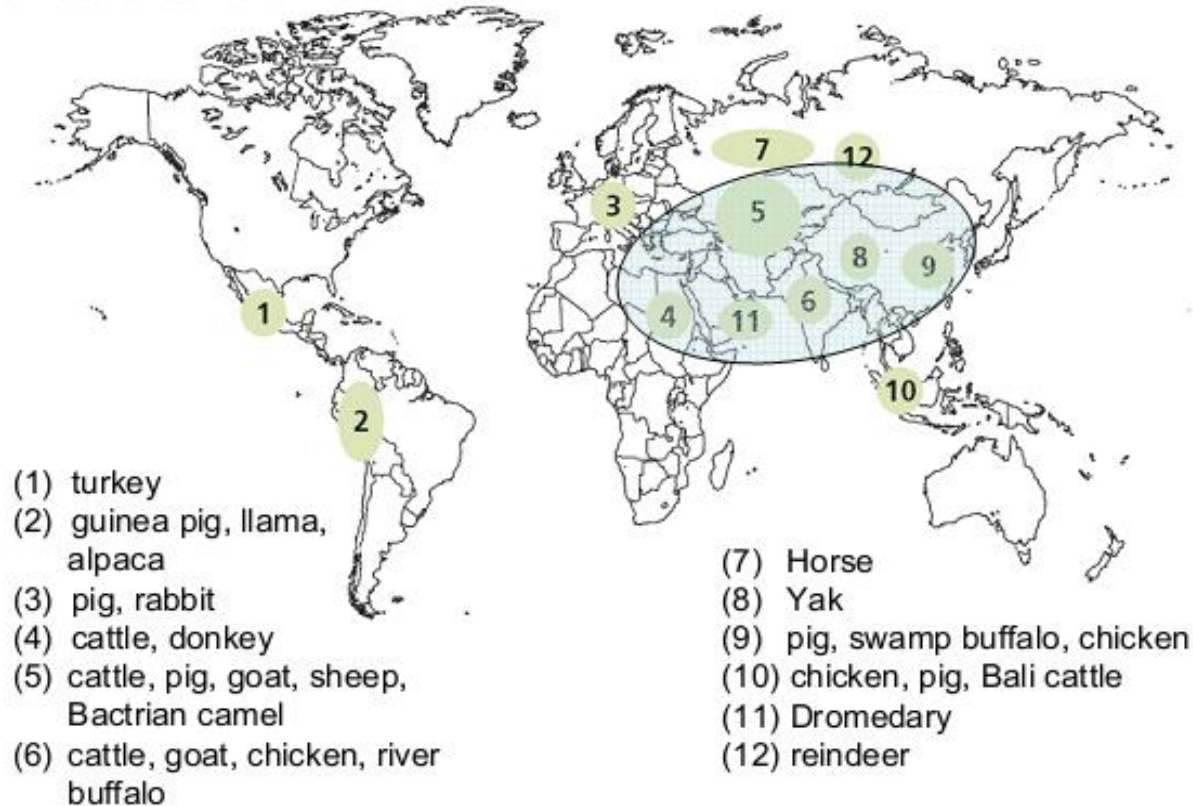 7
12
3
5
8
9
6
4
11
1
10
2
(1) turkey
(2) guinea pig, llama,
alpaca
(3) pig, rabbit
(4) cattle, donkey
(5) cattle, pig, goat, sheep,
Bactrian camel
(6) cattle, goat, chicken, river
buffalo
(7) Horse
(8) Yak
(9) pig, swamp buffalo, chicken
(10) chicken, pig, Bali cattle
(11) Dromedary
(12) reindeer